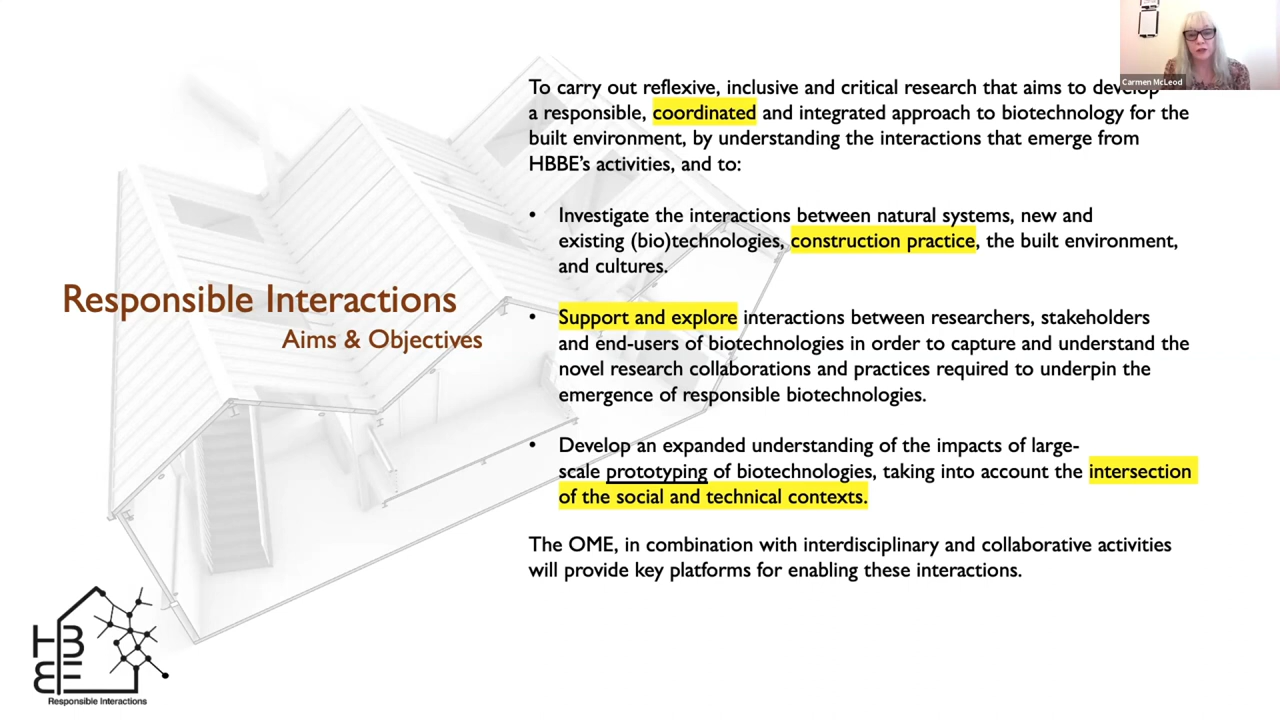 Carmen McLeod
To carry out reflexive, inclusive and critical research that aims to develop
a responsible, coordinated and integrated approach to biotechnology for the
built environment, by understanding the interactions that emerge from
HBBE's activities, and to:
• Investigate the interactions between natural systems, new and
existing (bio)technologies, construction practice, the built environment,
and cultures.
Responsible Interactions
Aims & Objectives
• Support and explore interactions between researchers, stakeholders
and end-users of biotechnologies in order to capture and understand the
novel research collaborations and practices required to underpin the
emergence of responsible biotechnologies.
• Develop an expanded understanding of the impacts of large-
scale prototyping of biotechnologies, taking into account the intersection
of the social and technical contexts.
The OME, in combination with interdisciplinary and collaborative activities
will provide key platforms for enabling these interactions.
HB
BE
Responsible Interactions